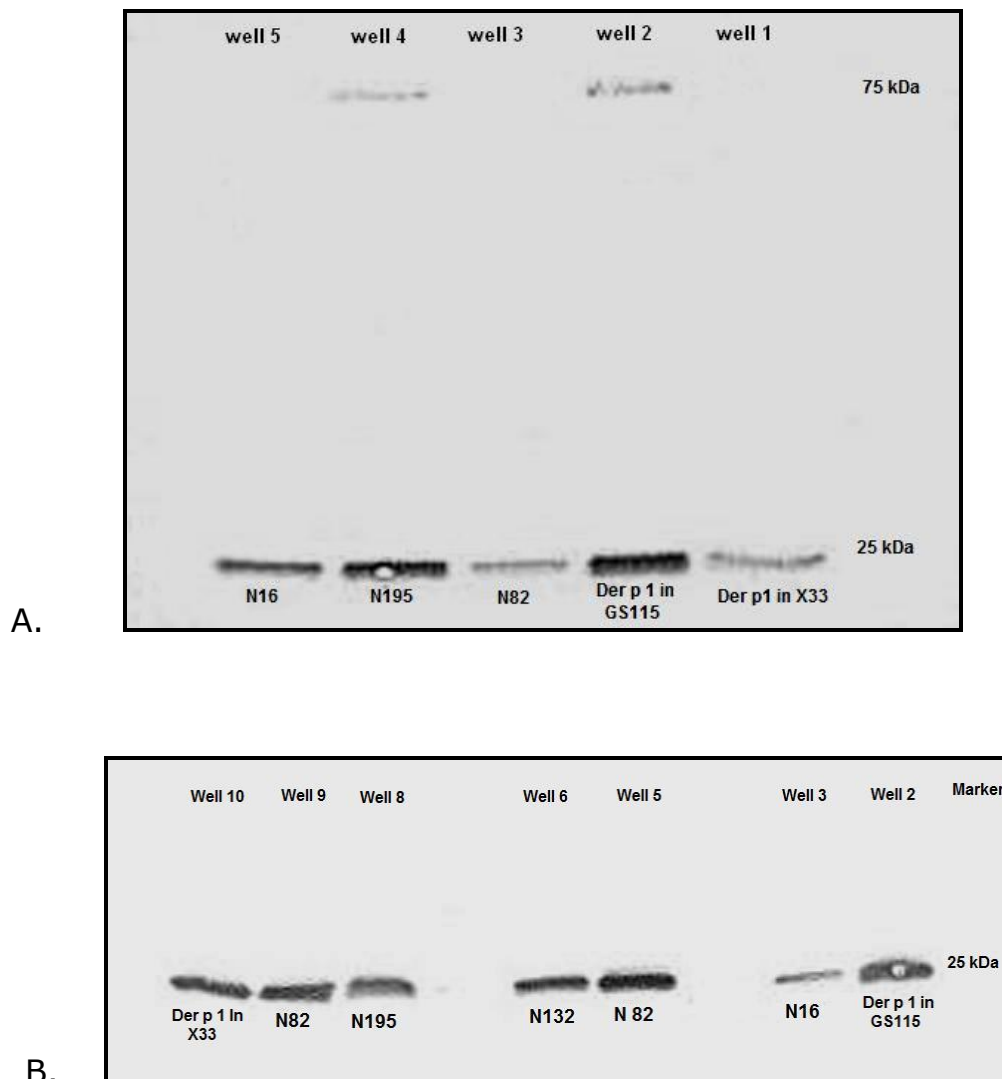 well 5 well 4 well 3 well 2 well 1
75 kDa
25 kDa
N16 N195 N82 Der p 1 in GS115 Der p1 in X33
A.
Well 10 Well 9 Well 8 Well 6 Well 5 Well 3 Well 2 Marker
25 kDa
Der p 1 In X33 N82 N195 N132 N 82 N16 Der p 1 in GS115
B.